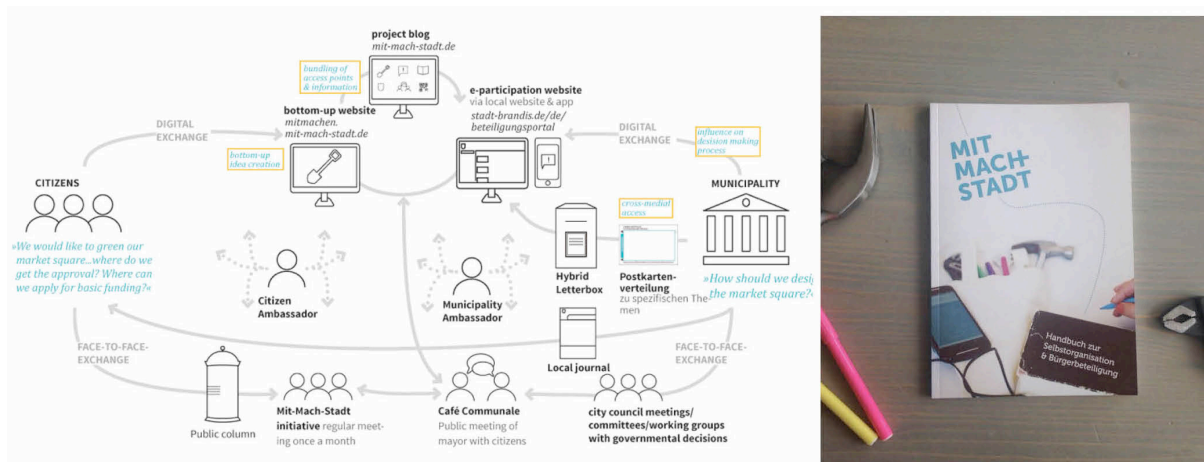 project blog
mit-mach-stadt.de
bundling of
access points
& information
e-participation website
via local website & app
stadt-brandis.de/de/
beteiligungsportal
bottom-up website
mitmachen.
mit-mach-stadt.de
DIGITAL
EXCHANGE
bottom-up
idea creation
DIGITAL
EXCHANGE
influence on
decision making
process
CITIZENS
MUNICIPALITY
»We would like to green our
market square...where do we
get the approval? Where can
we apply for basic funding?«
cross-medial
access
Citizen
Ambassador
Municipality
Ambassador
Hybrid
Letterbox
Postkarten-
verteilung
zu spezifischen The-
men
»How should we desi
the market square?«
FACE-TO-FACE-
EXCHANGE
Local journal
FACE-TO-FACE-
EXCHANGE
Public column
Mit-Mach-Stadt
initiative regular meet-
ing once a month
Café Communale
Public meeting of
mayor with citizens
city council meetings/
committees/working groups
with governmental decisions
MIT
MACH
STADT
Handbuch zur
Selbstorganisation
& Bürgerbeteiligung